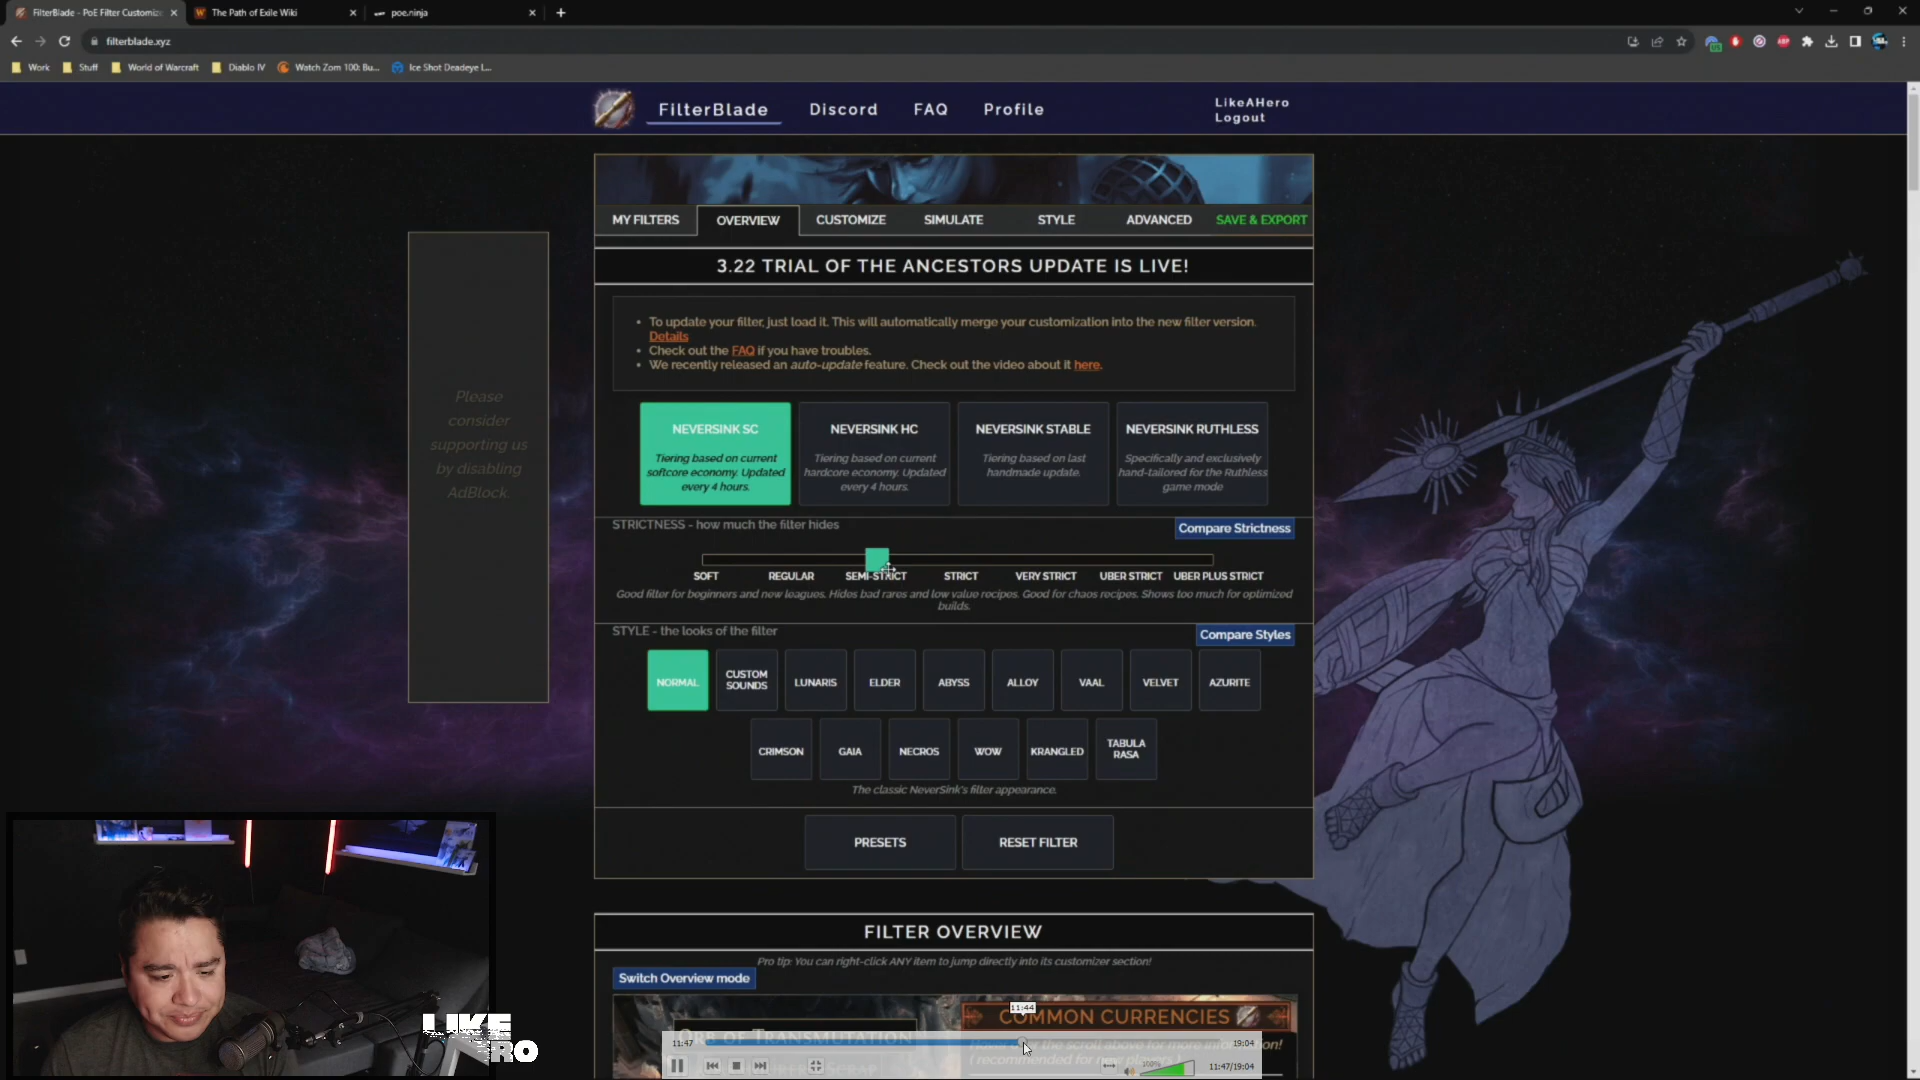 FilterBlade - PoE Filter Customize
The Path of Exile Wiki
poe.ninja
filterblade.xyz
Work
Stuff
World of Warcraft
Diablo IV
Watch Zom 100: Bu...
Ice Shot Deadeye L...
FilterBlade
Discord
FAQ
Profile
LikeAHero
Logout
MY FILTERS
OVERVIEW
CUSTOMIZE
SIMULATE
STYLE
ADVANCED
SAVE & EXPORT
3.22 TRIAL OF THE ANCESTORS UPDATE IS LIVE!
To update your filter, just load it. This will automatically merge your customization into the new filter version.
Details
Check out the FAQ if you have troubles.
We recently released an auto-update feature. Check out the video about it here.
Please
consider
supporting us
by disabling
AdBlock.
NEVERSINK SC
Tiering based on current
softcore economy. Updated
every 4 hours.
NEVERSINK HC
Tiering based on current
hardcore economy. Updated
every 4 hours.
NEVERSINK STABLE
Tiering based on last
handmade update.
NEVERSINK RUTHLESS
Specifically and exclusively
hand-tailored for the Ruthless
game mode
STRICTNESS - how much the filter hides
Compare Strictness
SOFT
REGULAR
SEMI-STRICT
STRICT
VERY STRICT
UBER STRICT
UBER PLUS STRICT
Good filter for beginners and new leagues. Hides bad rares and low value recipes. Good for chaos recipes. Shows too much for optimized
builds.
STYLE - the looks of the filter
Compare Styles
NORMAL
CUSTOM
SOUNDS
LUNARIS
ELDER
ABYSS
ALLOY
VAAL
VELVET
AZURITE
CRIMSON
GAIA
NECROS
WOW
KRANGLED
TABULA
RASA
The classic NeverSink's filter appearance.
PRESETS
RESET FILTER
FILTER OVERVIEW
Pro tip: You can right-click ANY item to jump directly into its customizer section!
Switch Overview mode
11:44
COMMON CURRENCIES
ORB OF TRANSMUTATION
11:47
19:04
100%
11:47/19:04
LIKE